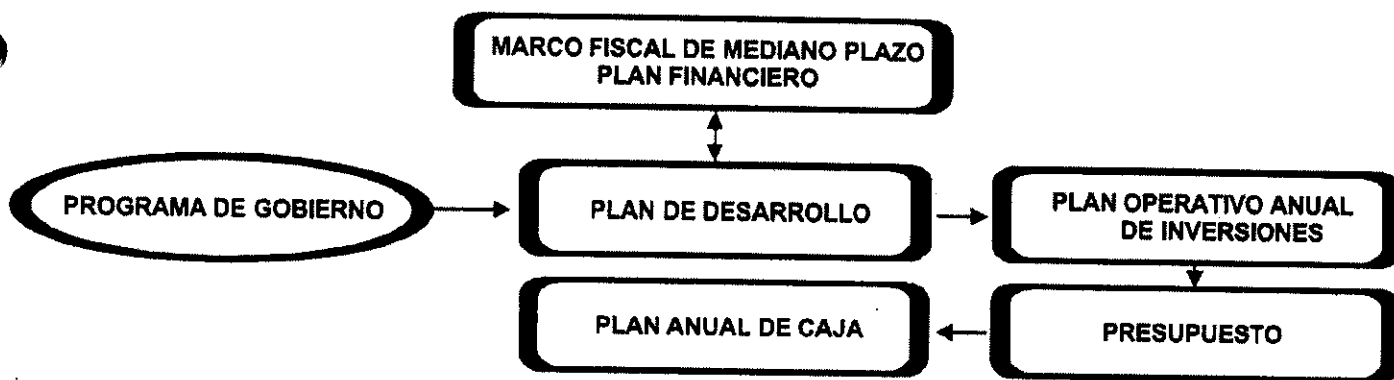 MARCO FISCAL DE MEDIANO PLAZO
PLAN FINANCIERO
PROGRAMA DE GOBIERNO
PLAN DE DESARROLLO
PLAN OPERATIVO ANUAL
DE INVERSIONES
PLAN ANUAL DE CAJA
PRESUPUESTO